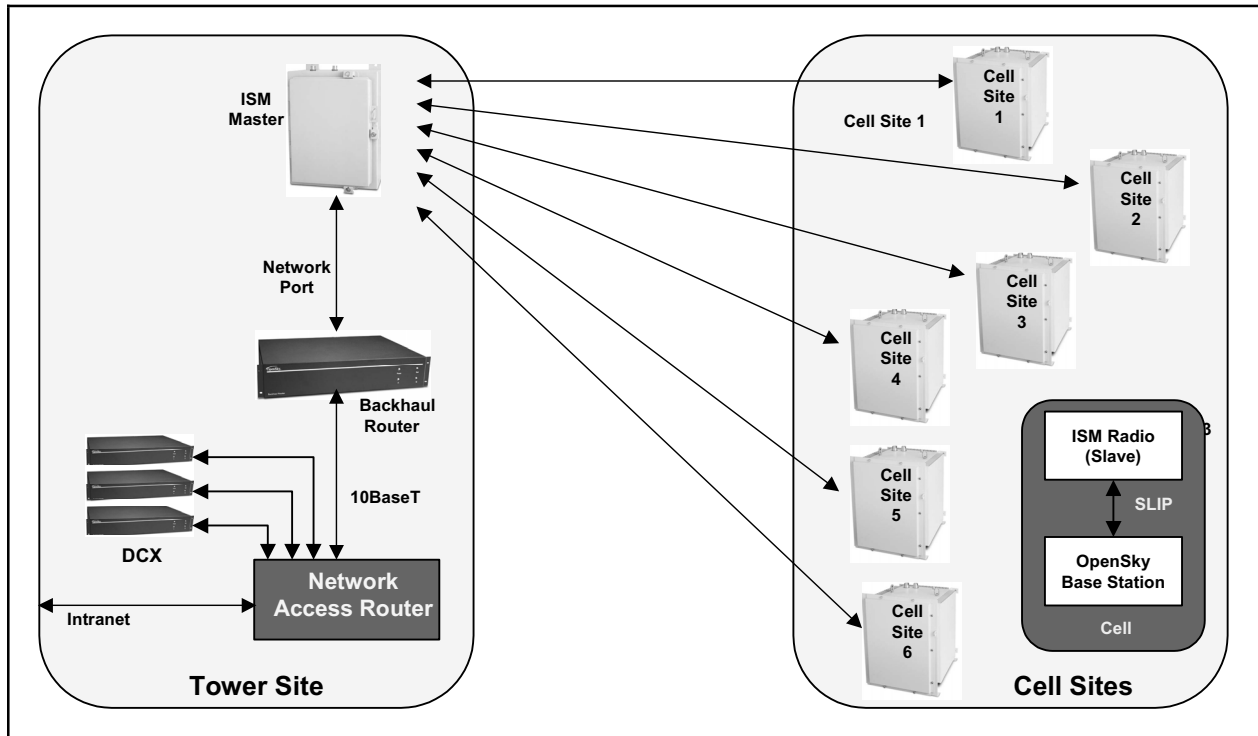 ISM
Master
Network
Port
Backhaul
Router
10BaseT
DCX
Network
Access Router
Intranet
Tower Site
Cell Site 1
Cell
Site
1
Cell
Site
2
Cell
Site
3
Cell
Site
4
Cell
Site
5
Cell
Site
6
3
ISM Radio
(Slave)
SLIP
OpenSky
Base Station
Cell
Cell Sites